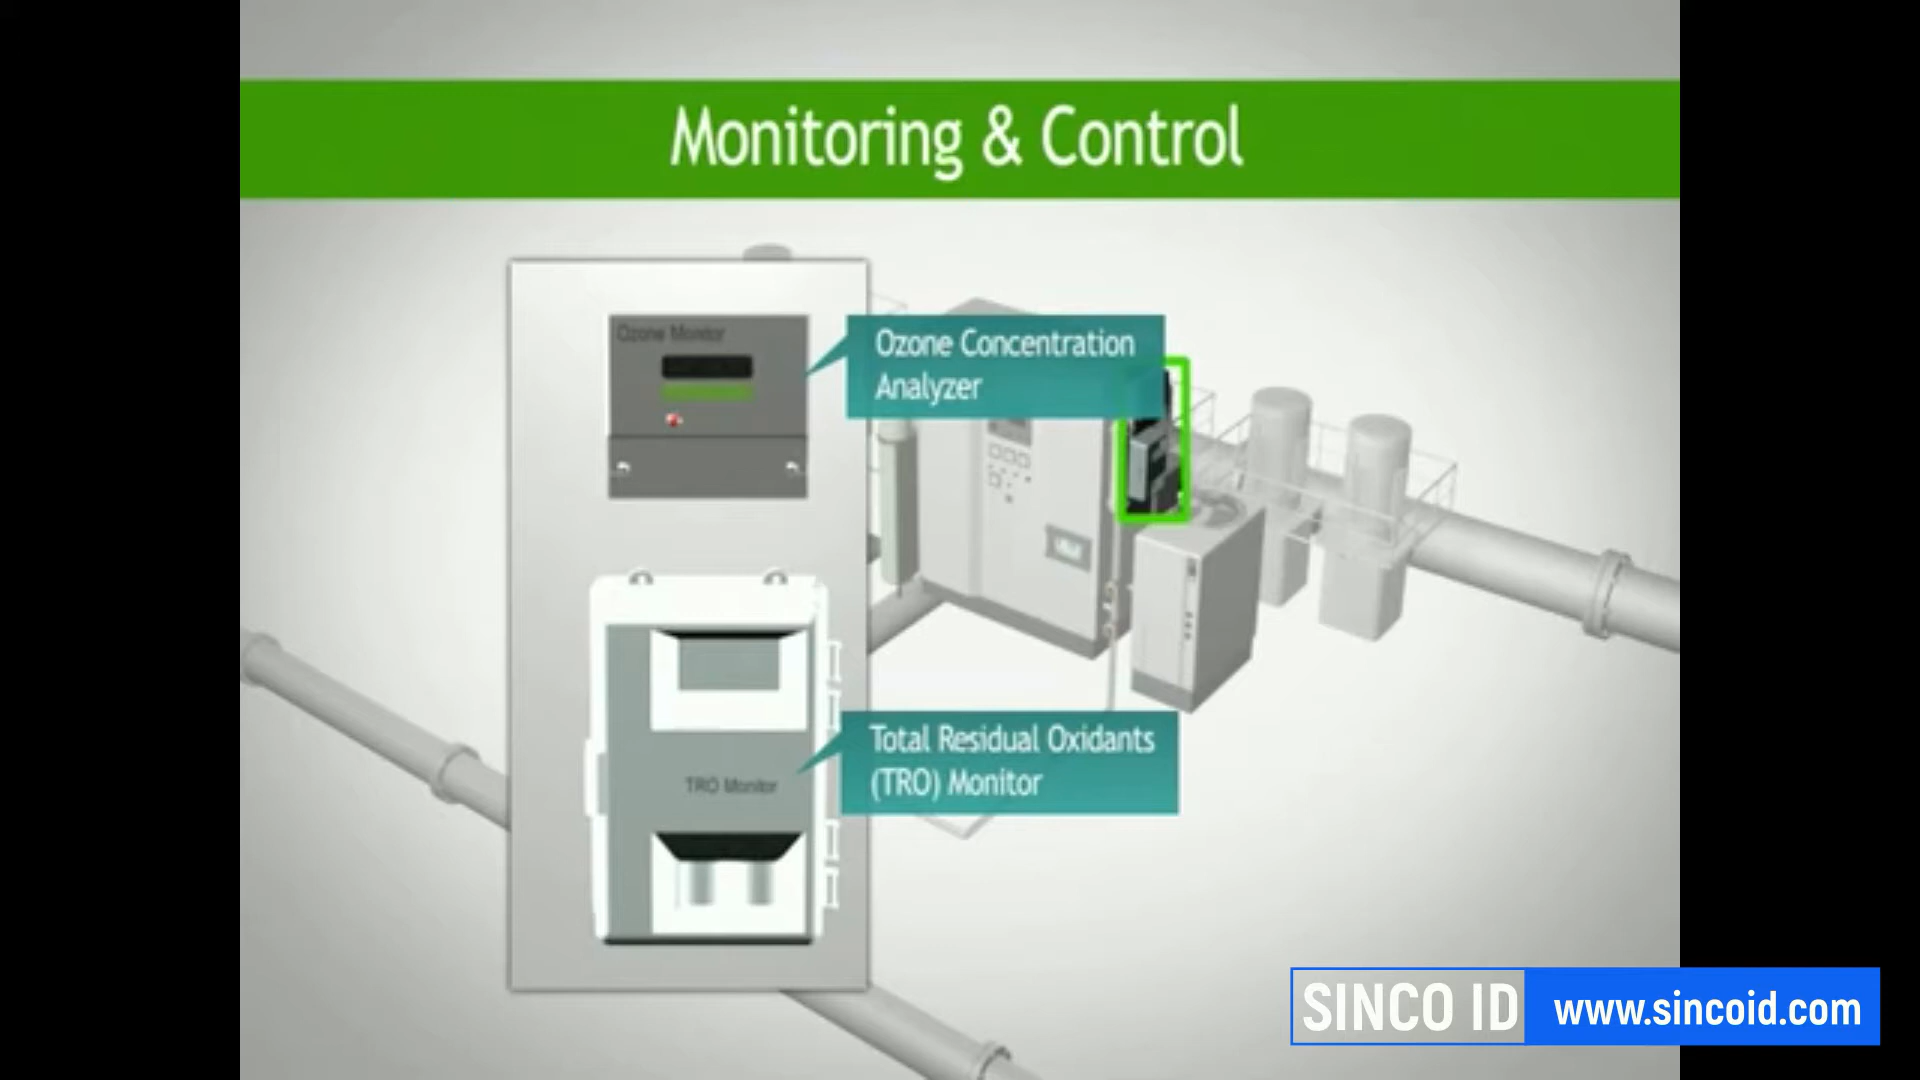 Monitoring & Control
Ozone Monitor
Ozone Concentration
Analyzer
Total Residual Oxidants
(TRO) Monitor
TRO Monitor
SINCO ID
www.sincoid.com